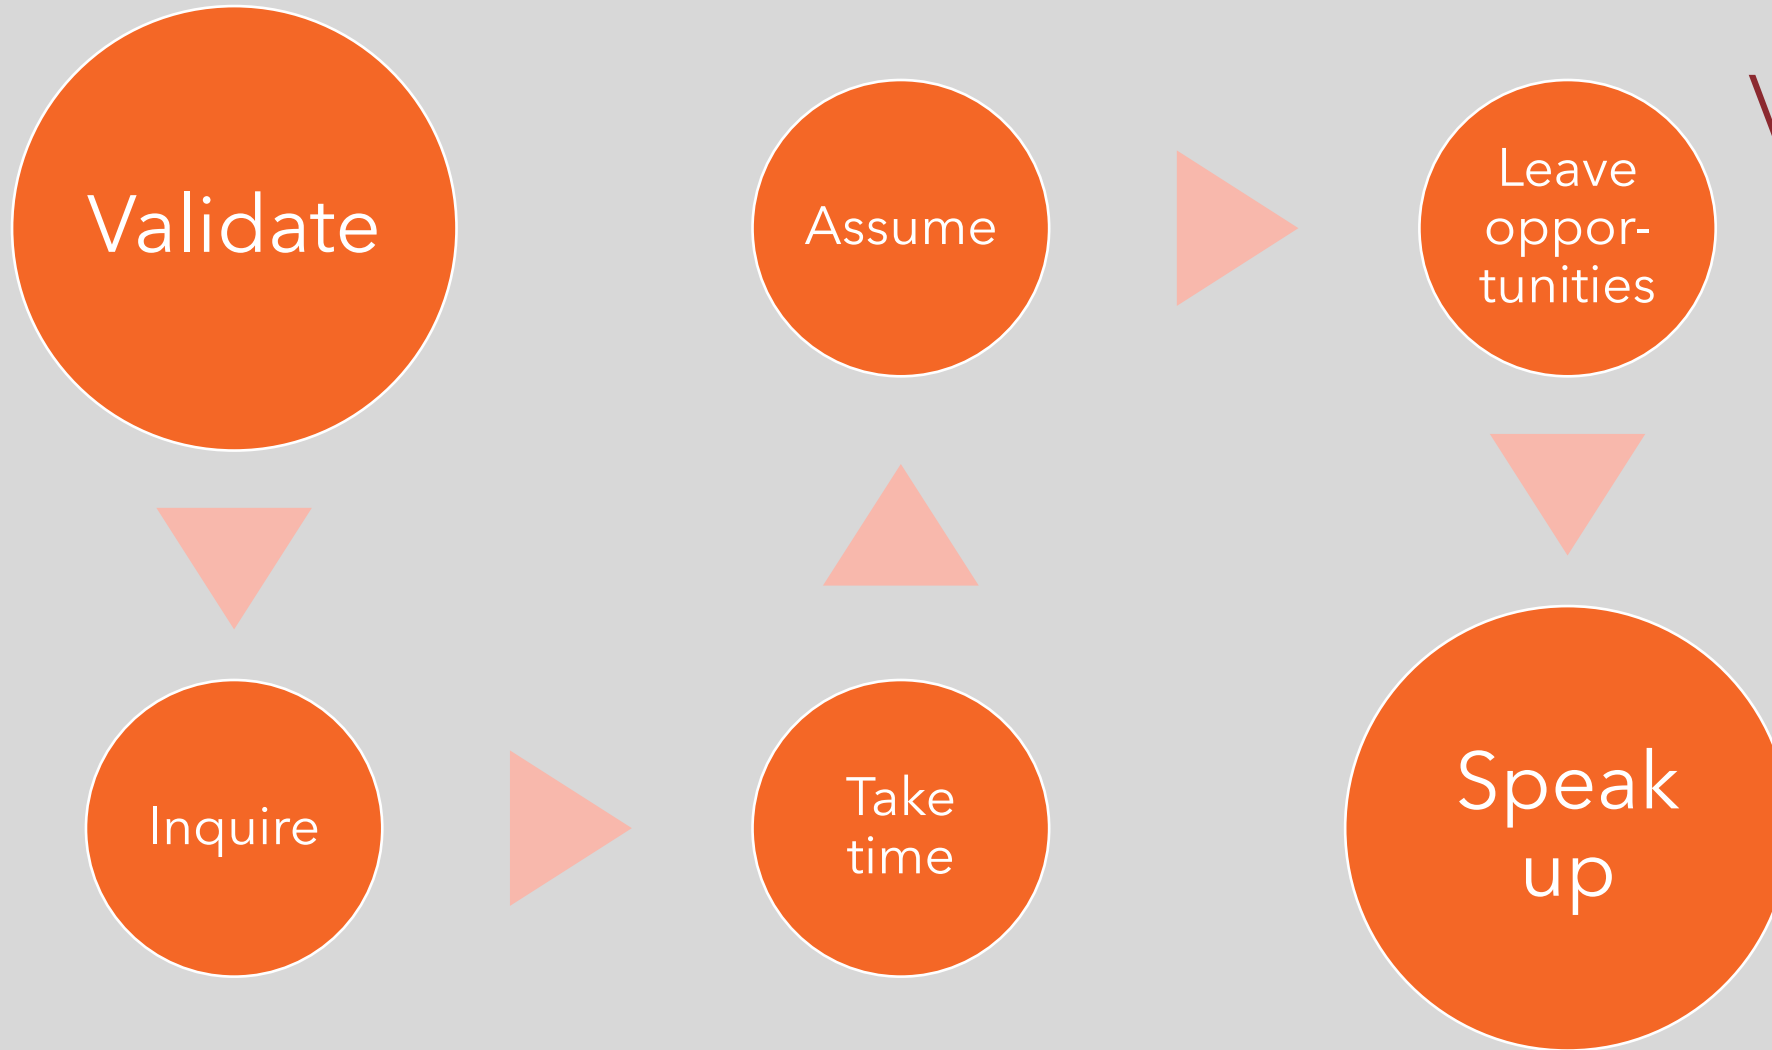 Validate
Inquire
Take
time
Assume
Leave
oppor-
tunities
Speak
up